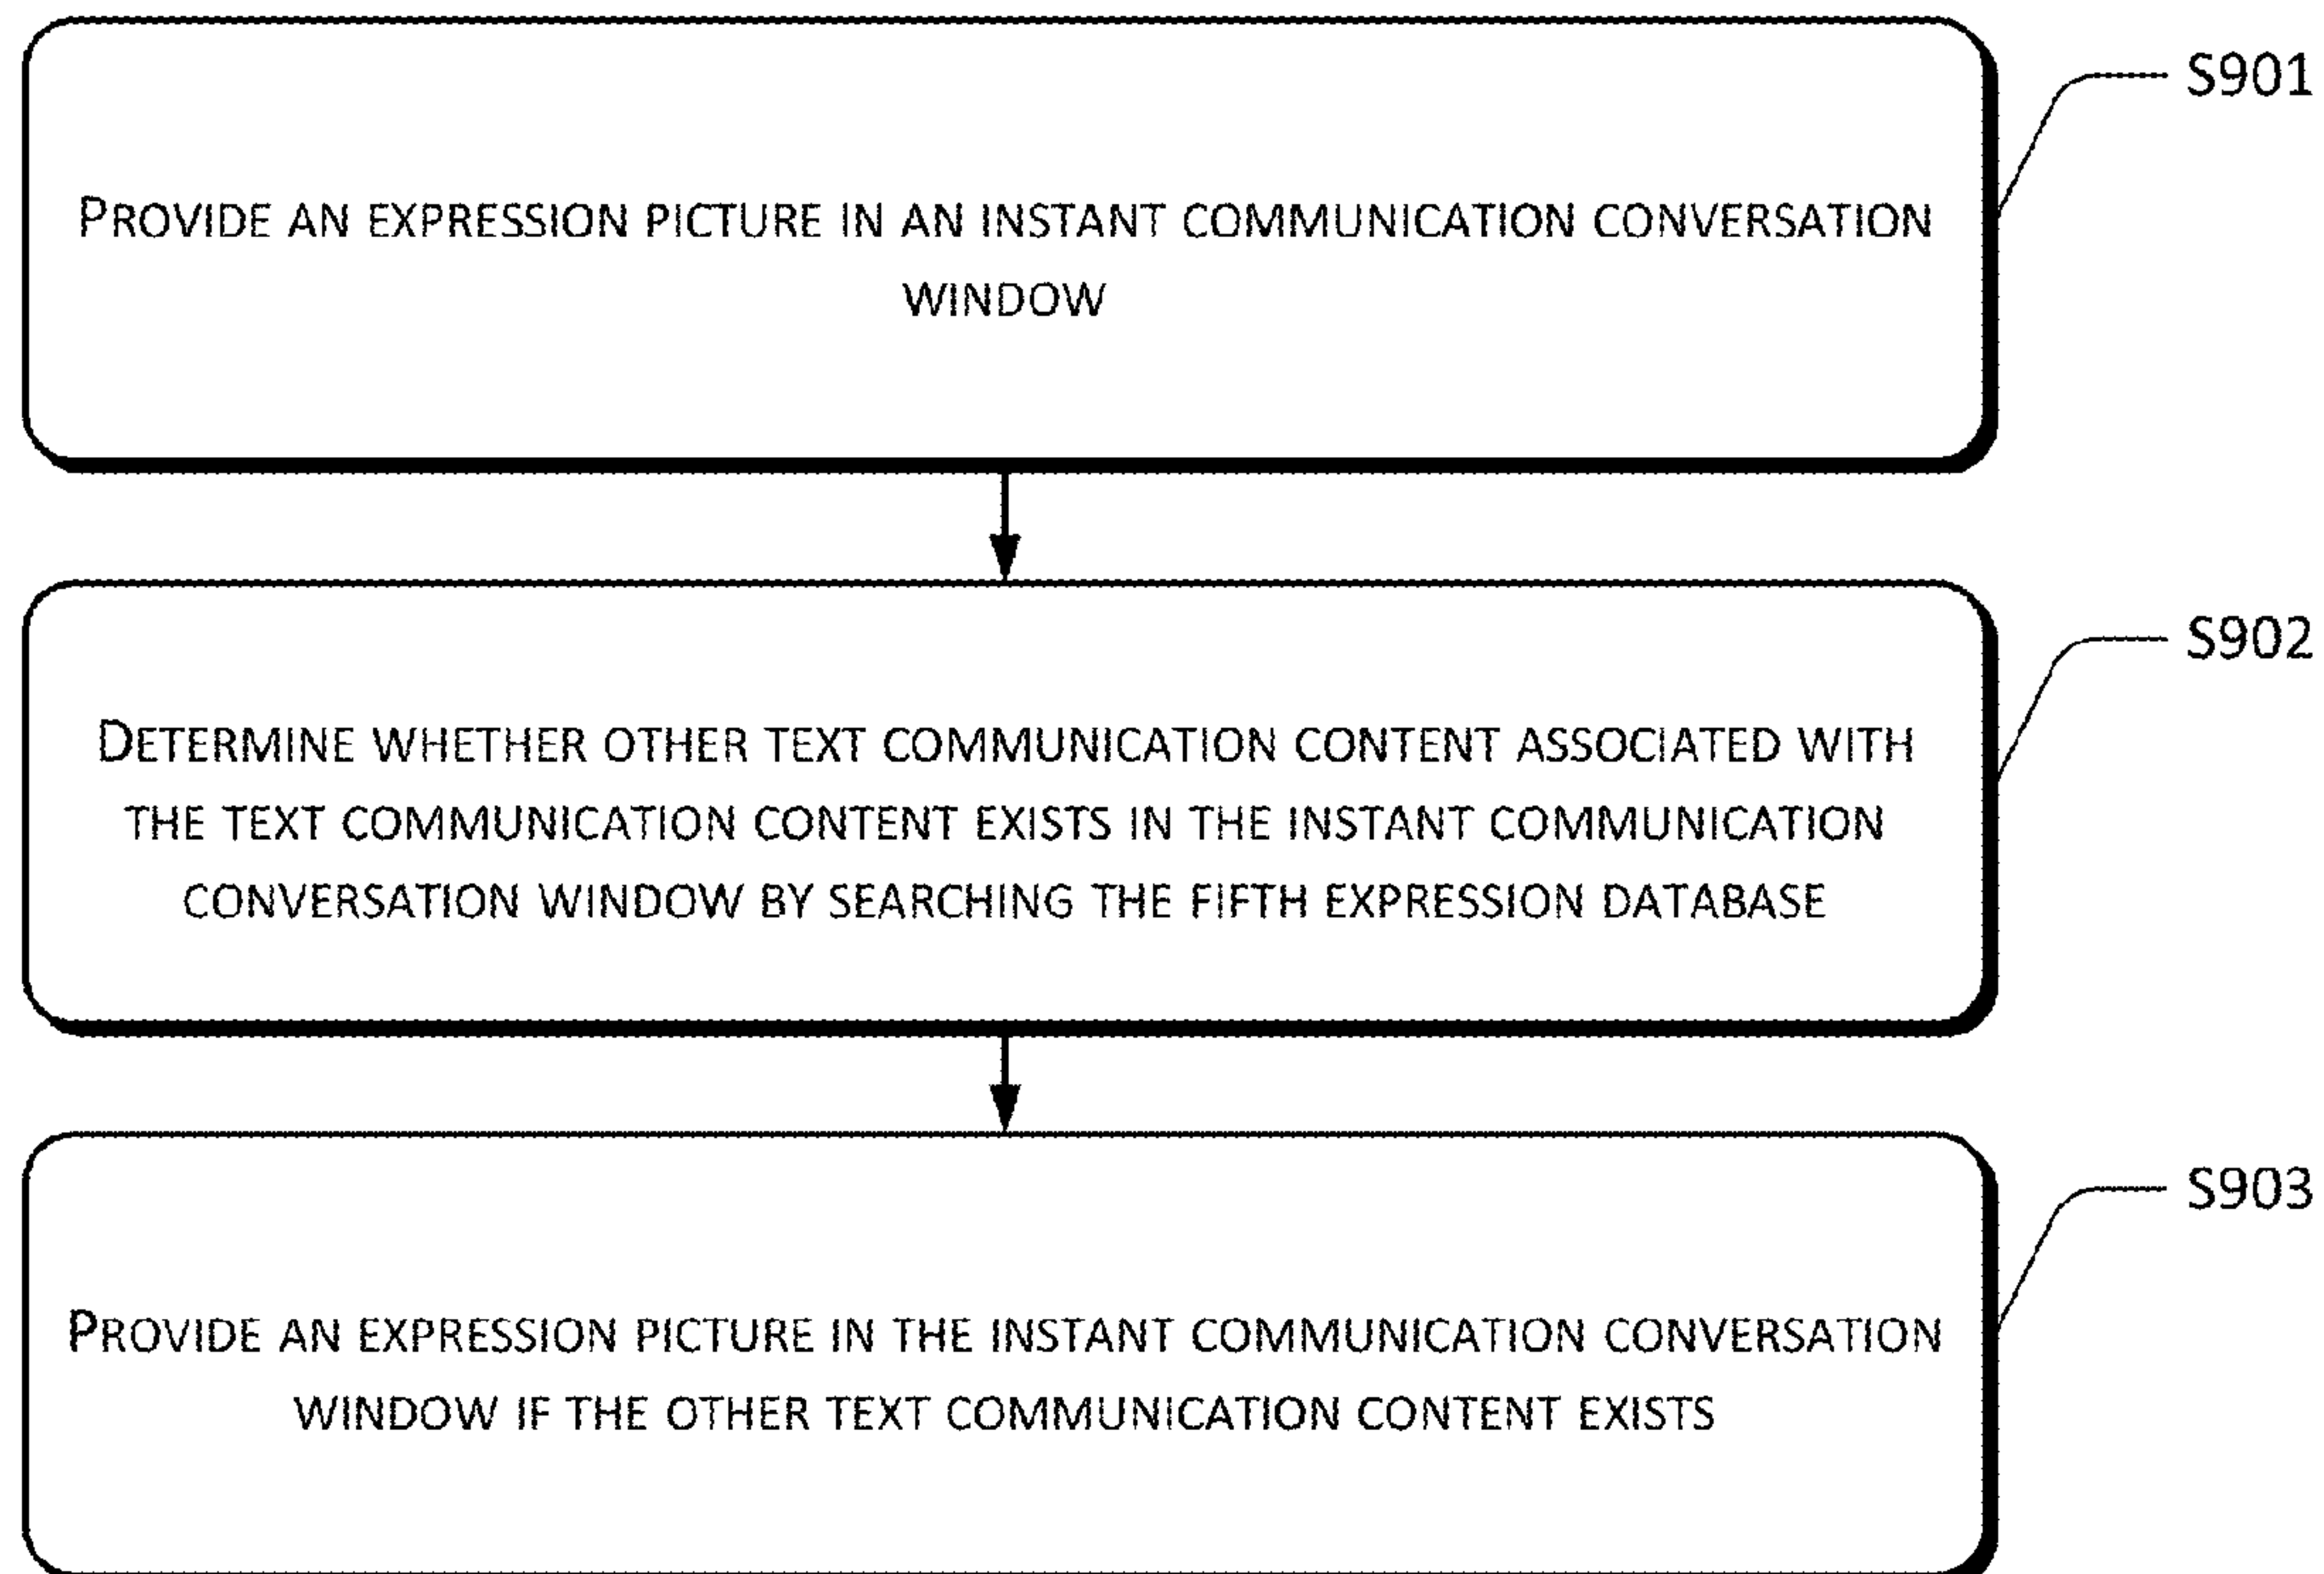 S901
PROVIDE AN EXPRESSION PICTURE IN AN INSTANT COMMUNICATION CONVERSATION
WINDOW
S902
DETERMINE WHETHER OTHER TEXT COMMUNICATION CONTENT ASSOCIATED WITH
THE TEXT COMMUNICATION CONTENT EXISTS IN THE INSTANT COMMUNICATION
CONVERSATION WINDOW BY SEARCHING THE FIFTH EXPRESSION DATABASE
S903
PROVIDE AN EXPRESSION PICTURE IN THE INSTANT COMMUNICATION CONVERSATION
WINDOW IF THE OTHER TEXT COMMUNICATION CONTENT EXISTS